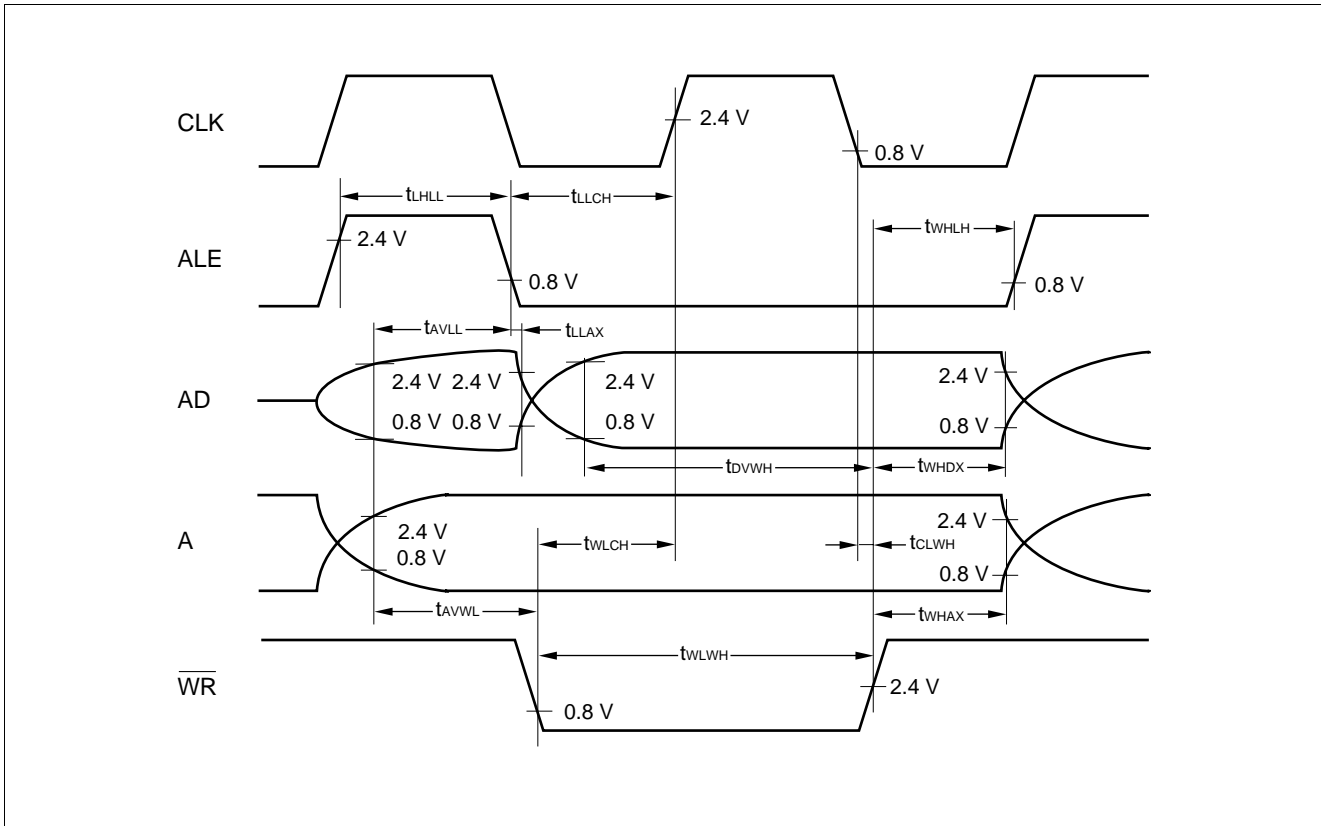 CLK
2.4 V
0.8 V
tLHLL
tLLCH
tWHLH
ALE
2.4 V
0.8 V
0.8 V
tAVLL
tLLAX
AD
2.4 V 2.4 V
2.4 V
2.4 V
0.8 V 0.8 V
0.8 V
0.8 V
tDVWH
tWHDX
A
2.4 V
2.4 V
0.8 V
tWLCH
tCLWH
0.8 V
tAVWL
tWHAX
tWLWH
WR
2.4 V
0.8 V